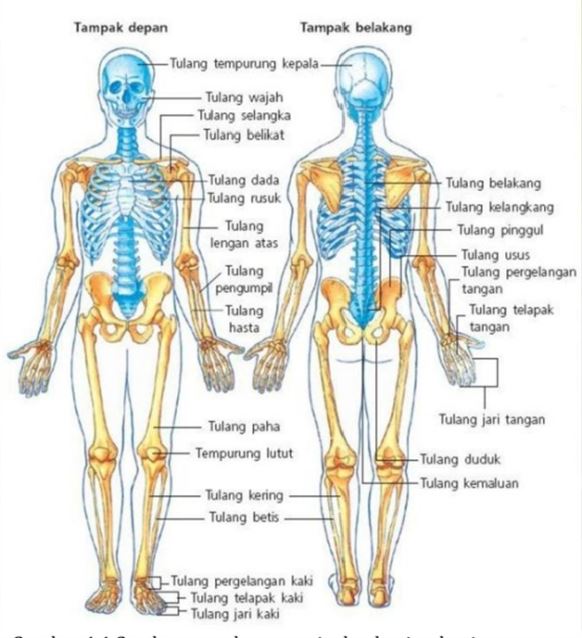 Tampak depan
Tampak belakang
Tulang tempurung kepala
Tulang wajah
Tulang selangka
Tulang belikat
Tulang dada
Tulang rusuk
Tulang
lengan atas
Tulang
pengumpil
Tulang
hasta
Tulang belakang
Tulang kelangkang
Tulang pinggul
Tulang usus
Tulang pergelangan
tangan
Tulang telapak
tangan
Tulang jari tangan
Tulang paha
Tempurung lutut
Tulang duduk
Tulang kemaluan
Tulang kering
Tulang betis
Tulang pergelangan kaki
Tulang telapak kaki
Tulang jari kaki